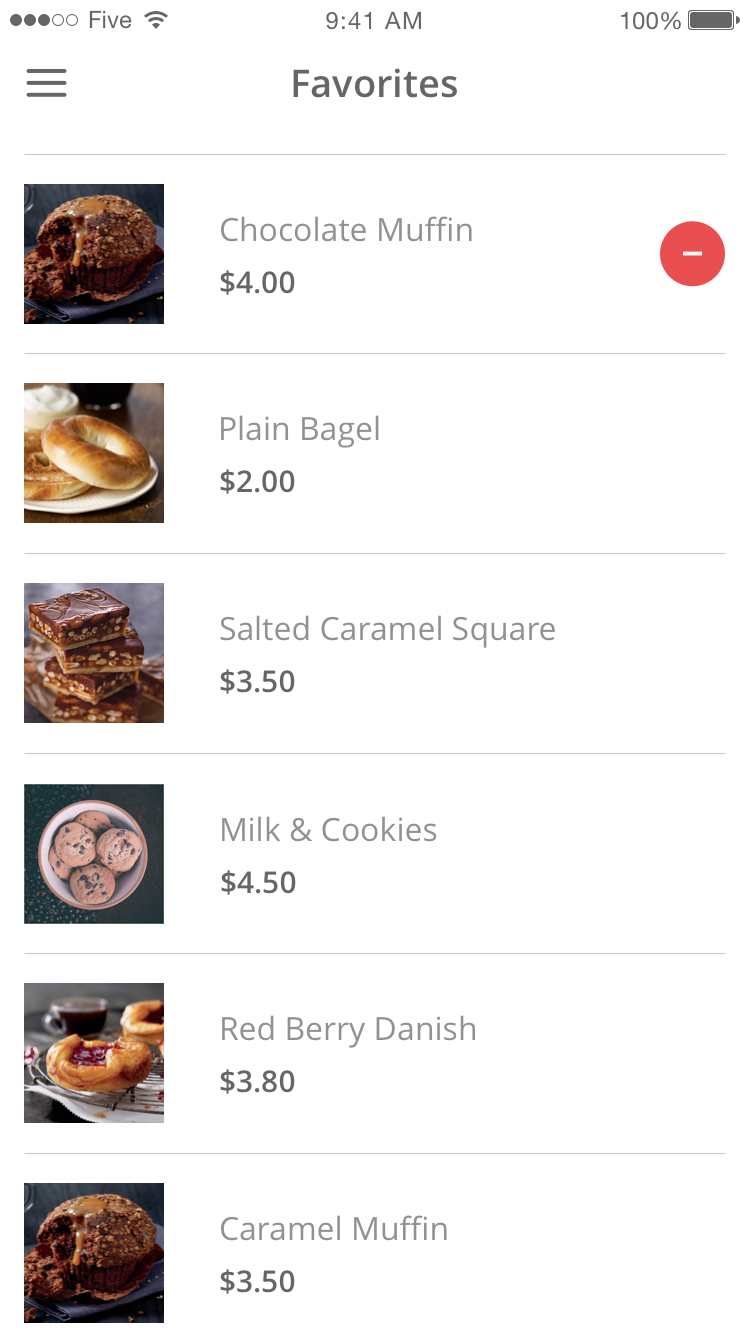 Five 9:41 AM 100%
Favorites
Chocolate Muffin
$4.00
Plain Bagel
$2.00
Salted Caramel Square
$3.50
Milk & Cookies
$4.50
Red Berry Danish
$3.80
Caramel Muffin
$3.50